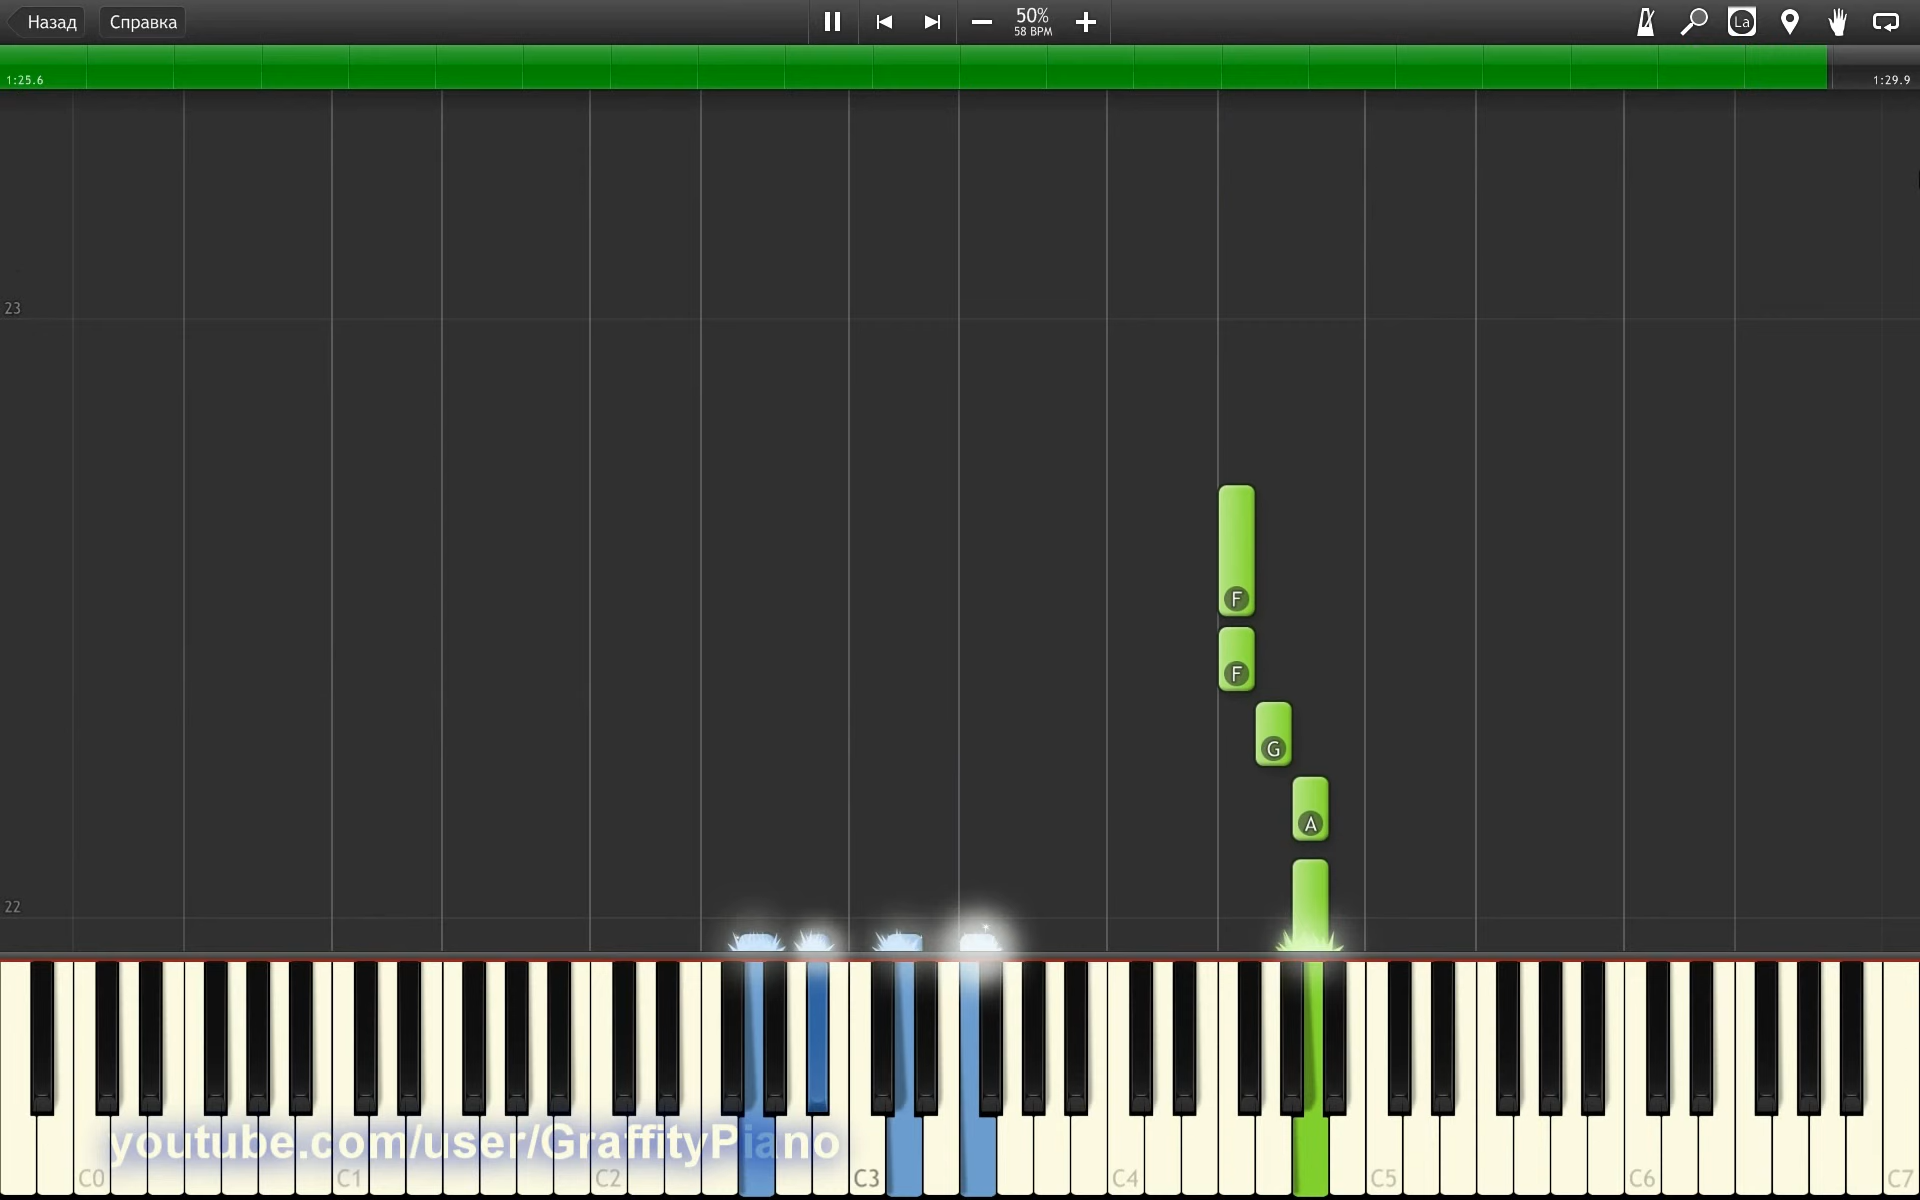 Назад
Справка
50%
58 BPM
La
1:25.6
1:29.9
23
F
F
G
A
22
youtube.com/user/GraffityPiano
C0
C1
C2
C3
C4
C5
C6
C7